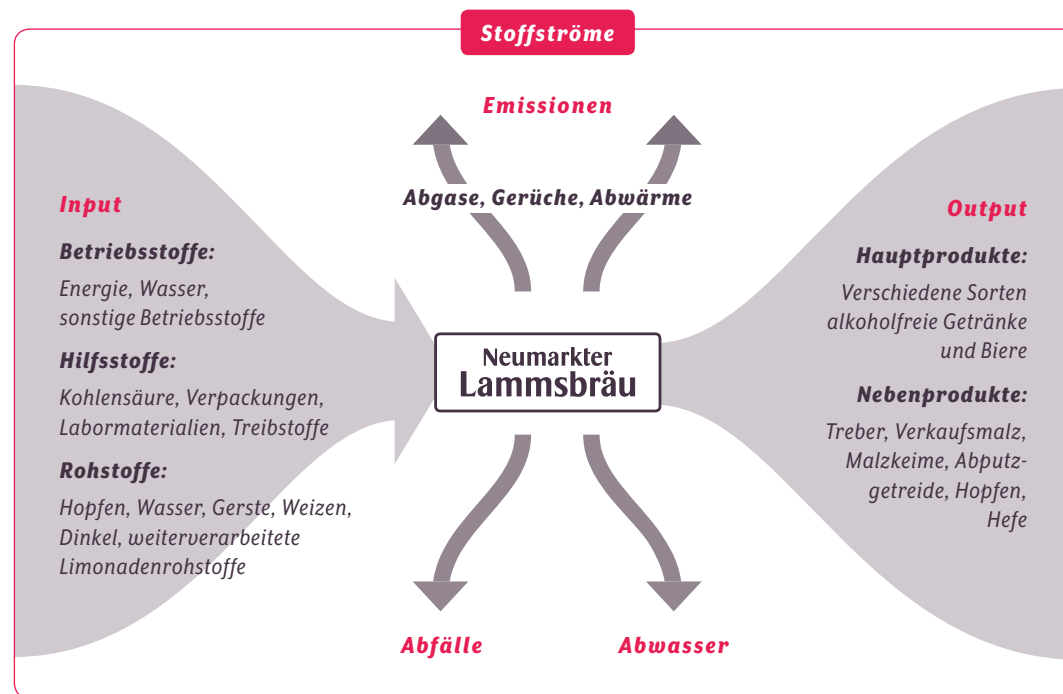 Stoffströme
Emissionen
Abgase, Gerüche, Abwärme
Input
Betriebsstoffe:
Energie, Wasser,
sonstige Betriebsstoffe
Hilfsstoffe:
Kohlensäure, Verpackungen,
Labormaterialien, Treibstoffe
Rohstoffe:
Hopfen, Wasser, Gerste, Weizen,
Dinkel, weiterverarbeitete
Limonadenrohstoffe
Neumarkter
Lammsbräu
Output
Hauptprodukte:
Verschiedene Sorten
alkoholfreie Getränke
und Biere
Nebenprodukte:
Treber, Verkaufsmalz,
Malzkeime, Abputz-
getreide, Hopfen,
Hefe
Abfälle
Abwasser